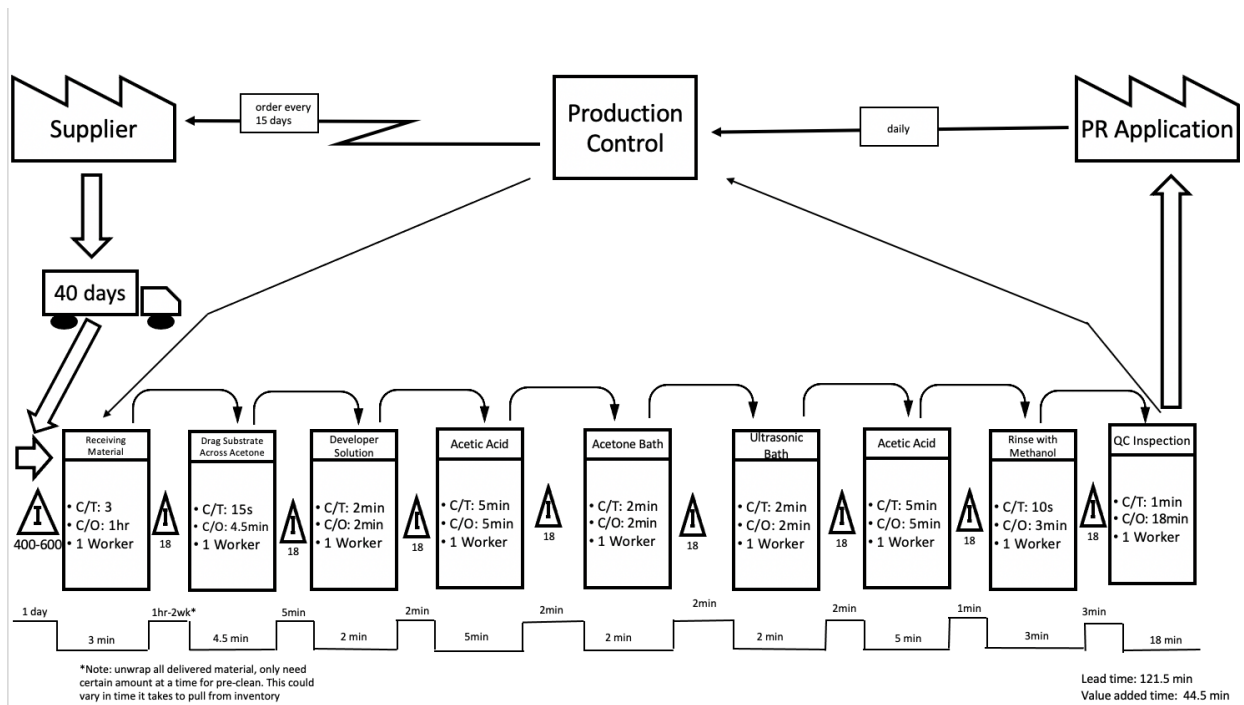 Supplier
order every
15 days
Production
Control
daily
PR Application
40 days
Receiving
Material
• C/T: 3
• C/O: 1hr
• 1 Worker
Drag Substrate
Across Acetone
• C/T: 15s
• C/O: 4.5min
• 1 Worker
Developer
Solution
• C/T: 2min
• C/O: 2min
• 1 Worker
Acetic Acid
• C/T: 5min
• C/O: 5min
• 1 Worker
Acetone Bath
• C/T: 2min
• C/O: 2min
• 1 Worker
Ultrasonic
Bath
• C/T: 2min
• C/O: 2min
• 1 Worker
Acetic Acid
• C/T: 5min
• C/O: 5min
• 1 Worker
Rinse with
Methanol
• C/T: 10s
• C/O: 3min
• 1 Worker
QC Inspection
• C/T: 1min
• C/O: 18min
• 1 Worker
I
400-600
I
18
I
18
I
18
I
18
I
18
I
18
I
18
I
18
1 day
3 min
1hr-2wk*
4.5 min
5min
2 min
2min
5min
2min
2 min
2min
2 min
2min
5 min
1min
3min
3min
18 min
*Note: unwrap all delivered material, only need
certain amount at a time for pre-clean. This could
vary in time it takes to pull from inventory
Lead time: 121.5 min
Value added time: 44.5 min